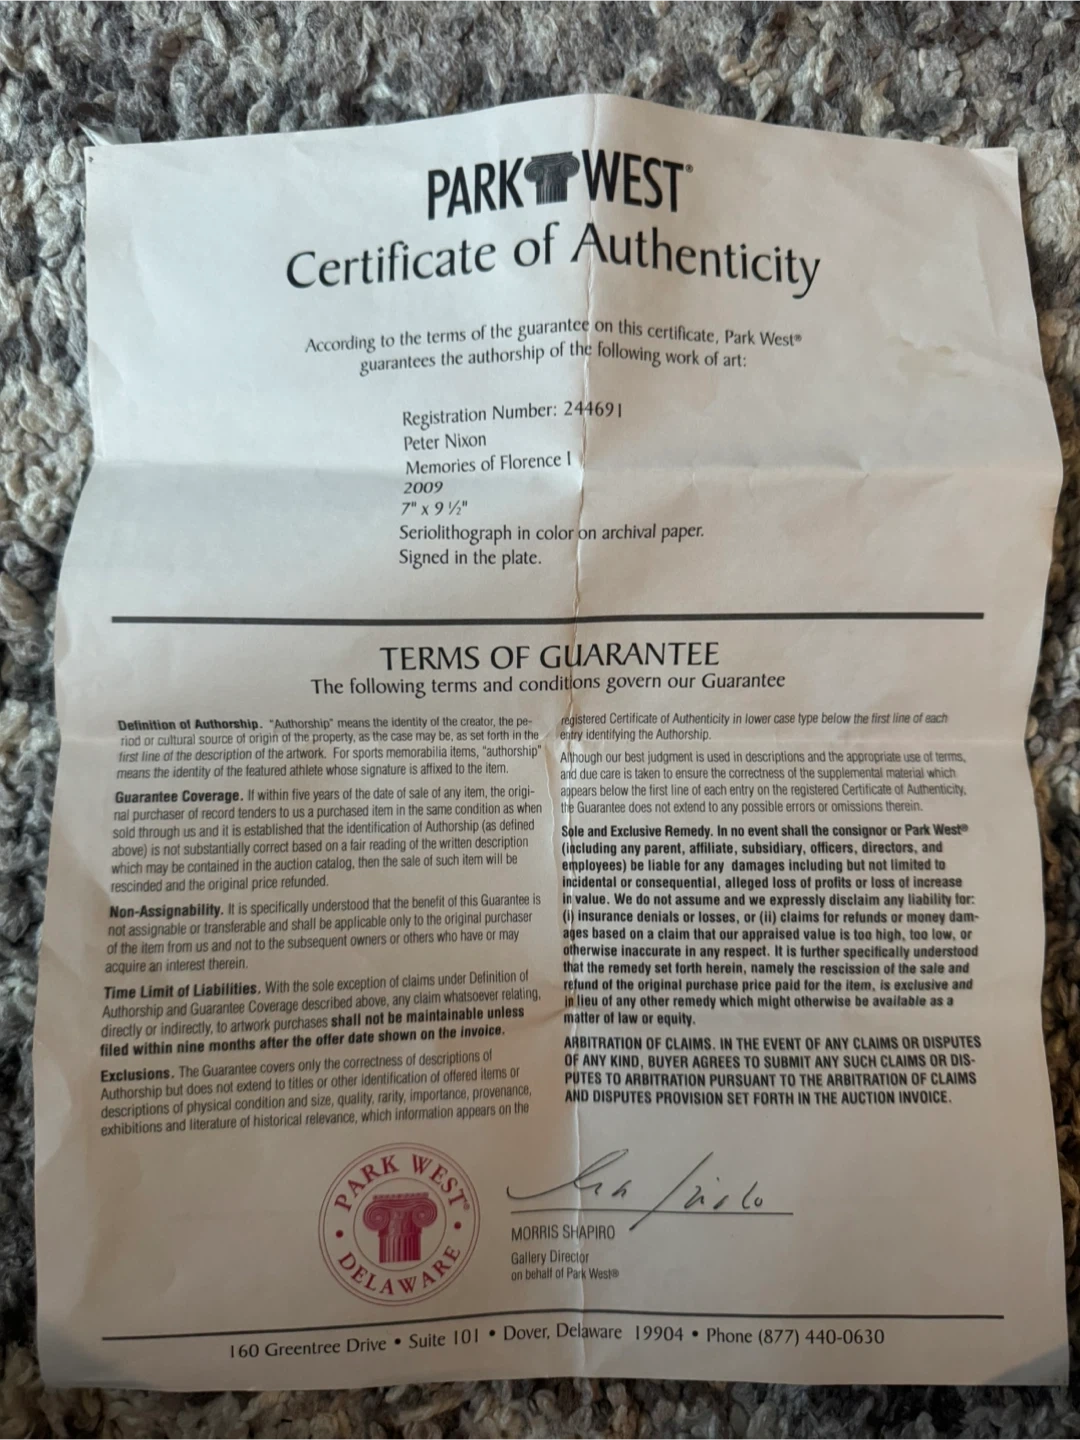 PARK WEST®
Certificate of Authenticity
According to the terms of the guarantee on this certificate, Park West®
guarantees the authorship of the following work of art:
Registration Number: 244691
Peter Nixon
Memories of Florence I
2009
7" x 9 ½"
Seriolithograph in color on archival paper.
Signed in the plate.
TERMS OF GUARANTEE
The following terms and conditions govern our Guarantee
Definition of Authorship. "Authorship" means the identity of the creator, the pe-
riod or cultural source of origin of the property, as the case may be, as set forth in the
first line of the description of the artwork. For sports memorabilia items, "authorship"
means the identity of the featured athlete whose signature is affixed to the item.
Guarantee Coverage. If within five years of the date of sale of any item, the origi-
nal purchaser of record tenders to us a purchased item in the same condition as when
sold through us and it is established that the identification of Authorship (as defined
above) is not substantially correct based on a fair reading of the written description
which may be contained in the auction catalog, then the sale of such item will be
rescinded and the original price refunded.
Non-Assignability. It is specifically understood that the benefit of this Guarantee is
not assignable or transferable and shall be applicable only to the original purchaser
of the item from us and not to the subsequent owners or others who have or may
acquire an interest therein.
Time Limit of Liabilities. With the sole exception of claims under Definition of
Authorship and Guarantee Coverage described above, any claim whatsoever relating,
directly or indirectly, to artwork purchases shall not be maintainable unless
filed within nine months after the offer date shown on the invoice.
Exclusions. The Guarantee covers only the correctness of descriptions of
Authorship but does not extend to titles or other identification of offered items or
descriptions of physical condition and size, quality, rarity, importance, provenance,
exhibitions and literature of historical relevance, which information appears on the
registered Certificate of Authenticity in lower case type below the first line of each
entry identifying the Authorship.
Although our best judgment is used in descriptions and the appropriate use of terms,
and due care is taken to ensure the correctness of the supplemental material which
appears below the first line of each entry on the registered Certificate of Authenticity,
the Guarantee does not extend to any possible errors or omissions therein.
Sole and Exclusive Remedy. In no event shall the consignor or Park West®
(including any parent, affiliate, subsidiary, officers, directors, and
employees) be liable for any damages including but not limited to
incidental or consequential, alleged loss of profits or loss of increase
in value. We do not assume and we expressly disclaim any liability for:
(i) insurance denials or losses, or (ii) claims for refunds or money dam-
ages based on a claim that our appraised value is too high, too low, or
otherwise inaccurate in any respect. It is further specifically understood
that the remedy set forth herein, namely the rescission of the sale and
refund of the original purchase price paid for the item, is exclusive and
in lieu of any other remedy which might otherwise be available as a
matter of law or equity.
ARBITRATION OF CLAIMS. IN THE EVENT OF ANY CLAIMS OR DISPUTES
OF ANY KIND, BUYER AGREES TO SUBMIT ANY SUCH CLAIMS OR DIS-
PUTES TO ARBITRATION PURSUANT TO THE ARBITRATION OF CLAIMS
AND DISPUTES PROVISION SET FORTH IN THE AUCTION INVOICE.
PARK WEST®
• DELAWARE •
MORRIS SHAPIRO
Gallery Director
on behalf of Park West®
160 Greentree Drive • Suite 101 • Dover, Delaware 19904 • Phone (877) 440-0630